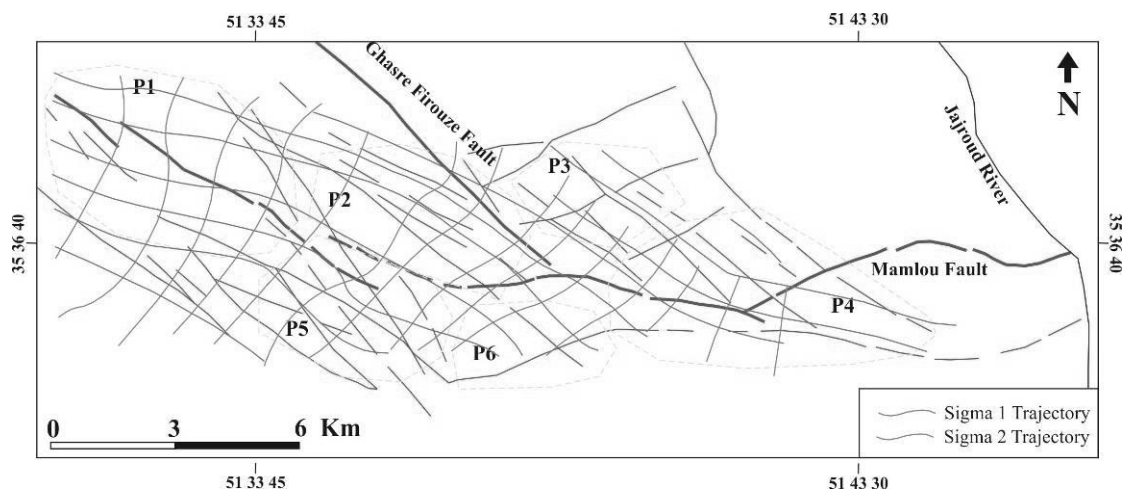 51 33 45
51 43 30
Ghasre Firouze Fault
N
P1
Jajroud River
P3
P2
35 36 40
35 36 40
Mamlou Fault
P4
P5
P6
0 3 6 Km
Sigma 1 Trajectory
Sigma 2 Trajectory
51 33 45
51 43 30